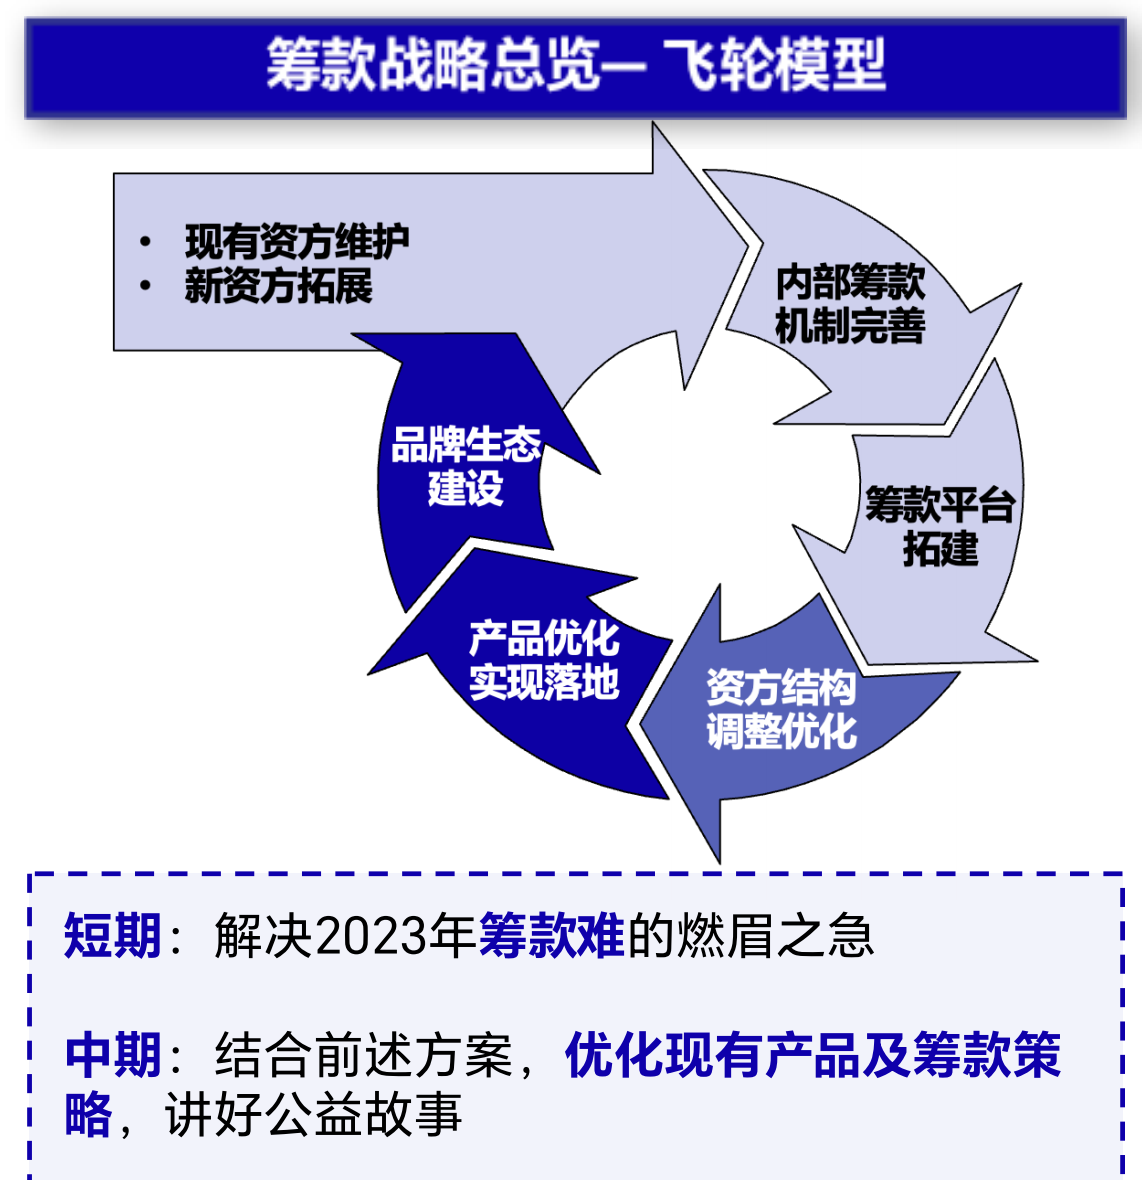 筹款战略总览— 飞轮模型
• 现有资方维护
• 新资方拓展
内部筹款
机制完善
筹款平台
拓建
资方结构
调整优化
产品优化
实现落地
品牌生态
建设
短期：解决2023年筹款难的燃眉之急
中期：结合前述方案，优化现有产品及筹款策
略，讲好公益故事